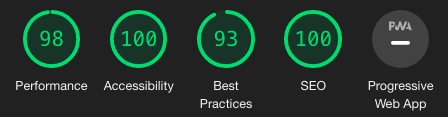 98 100 93 100 PWA
Performance Accessibility Best SEO Progressive
Practices Web App